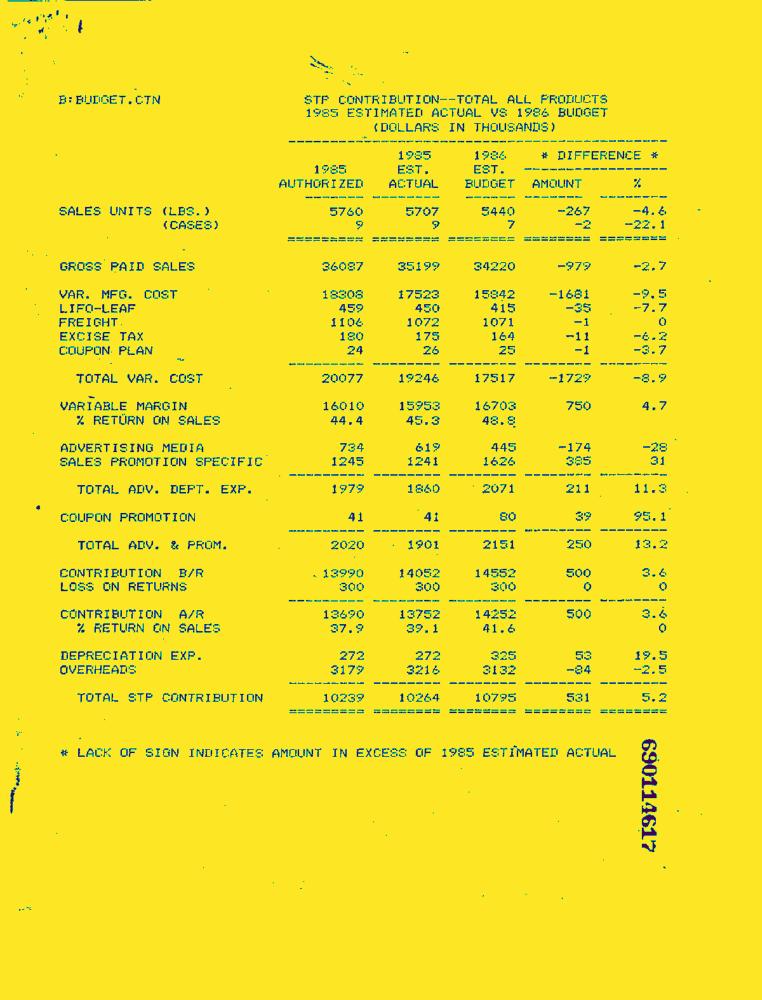 B:BUDGET.CTN STP CONTRIBUTION--TOTAL ALL PRODUCTS
1985 ESTIMATED ACTUAL VS 1986 BUDGET
(DOLLARS IN THOUSANDS)
1985 1986 * DIFFERENCE *
1985 EST. EST.
AUTHORIZED ACTUAL BUDGET AMOUNT %
SALES UNITS (LBS.) 5760 5707 5440 -267 -4.6
(CASES) 9 9 7 -2 -22.1
GROSS PAID SALES 36087 35199 34220 -979 -2.7
VAR. MFG. COST 18308 17523 15842 -1681 -9.5
LIFO-LEAF 459 450 415 -35 -7.7
FREIGHT 1106 1072 1071 -1 0
EXCISE TAX 180 175 164 -11 -6.2
COUPON PLAN 24 26 25 -1 -3.7
TOTAL VAR. COST 20077 19246 17517 -1729 -8.9
VARIABLE MARGIN 16010 15953 16703 750 4.7
% RETURN ON SALES 44.4 45.3 48.8
ADVERTISING MEDIA 734 619 445 -174 -28
SALES PROMOTION SPECIFIC 1245 1241 1626 385 31
TOTAL ADV. DEPT. EXP. 1979 1860 2071 211 11.3
COUPON PROMOTION 41 41 80 39 95.1
TOTAL ADV. & PROM. 2020 1901 2151 250 13.2
CONTRIBUTION B/R 13990 14052 14552 500 3.6
LOSS ON RETURNS 300 300 300 0 0
CONTRIBUTION A/R 13690 13752 14252 500 3.6
% RETURN ON SALES 37.9 39.1 41.6 0
DEPRECIATION EXP. 272 272 325 53 19.5
OVERHEADS 3179 3216 3132 -84 -2.5
TOTAL STP CONTRIBUTION 10239 10264 10795 531 5.2
* LACK OF SIGN INDICATES AMOUNT IN EXCESS OF 1985 ESTIMATED ACTUAL
690114617